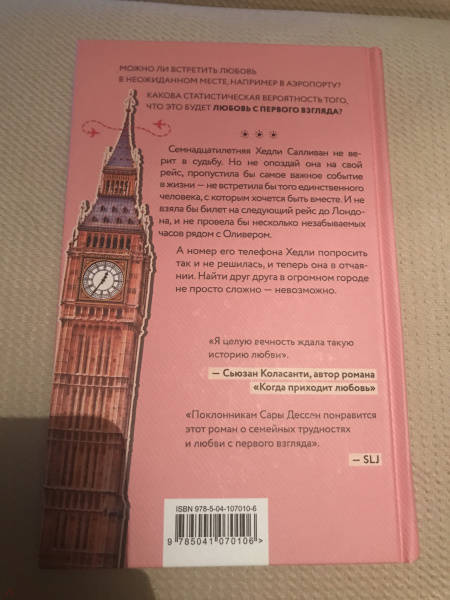 МОЖНО ЛИ ВСТРЕТИТЬ ЛЮБОВЬ
В НЕОЖИДАННОМ МЕСТЕ, НАПРИМЕР В АЭРОПОРТУ?
КАКОВА СТАТИСТИЧЕСКАЯ ВЕРОЯТНОСТЬ ТОГО,
ЧТО ЭТО БУДЕТ ЛЮБОВЬ С ПЕРВОГО ВЗГЛЯДА?
Семнадцатилетняя Хедли Салливан не ве-
рит в судьбу. Но не опоздай она на свой
рейс, пропустила бы самое важное событие
в жизни — не встретила бы того единственного
человека, с которым хочется быть вместе. И не
взяла бы билет на следующий рейс до Лондо-
на, и не провела бы несколько незабываемых
часов рядом с Оливером.
А номер его телефона Хедли попросить
так и не решилась, и теперь она в отчая-
нии. Найти друг друга в огромном городе
не просто сложно — невозможно.
«Я целую вечность ждала такую
историю любви».
— Сьюзан Коласанти, автор романа
«Когда приходит любовь»
«Поклонникам Сары Дессен понравится
этот роман о семейных трудностях
и любви с первого взгляда».
— SLJ
ISBN 978-5-04-107010-6
9 785041 070106 >